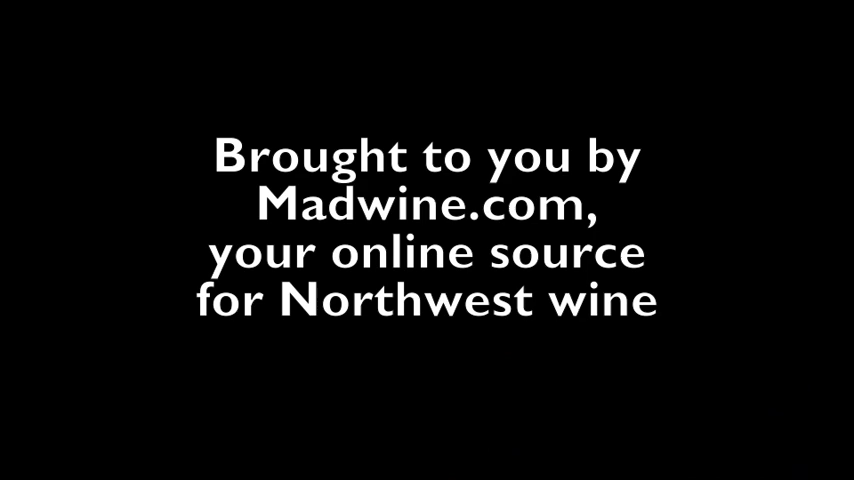 Brought to you by
Madwine.com,
your online source
for Northwest wine